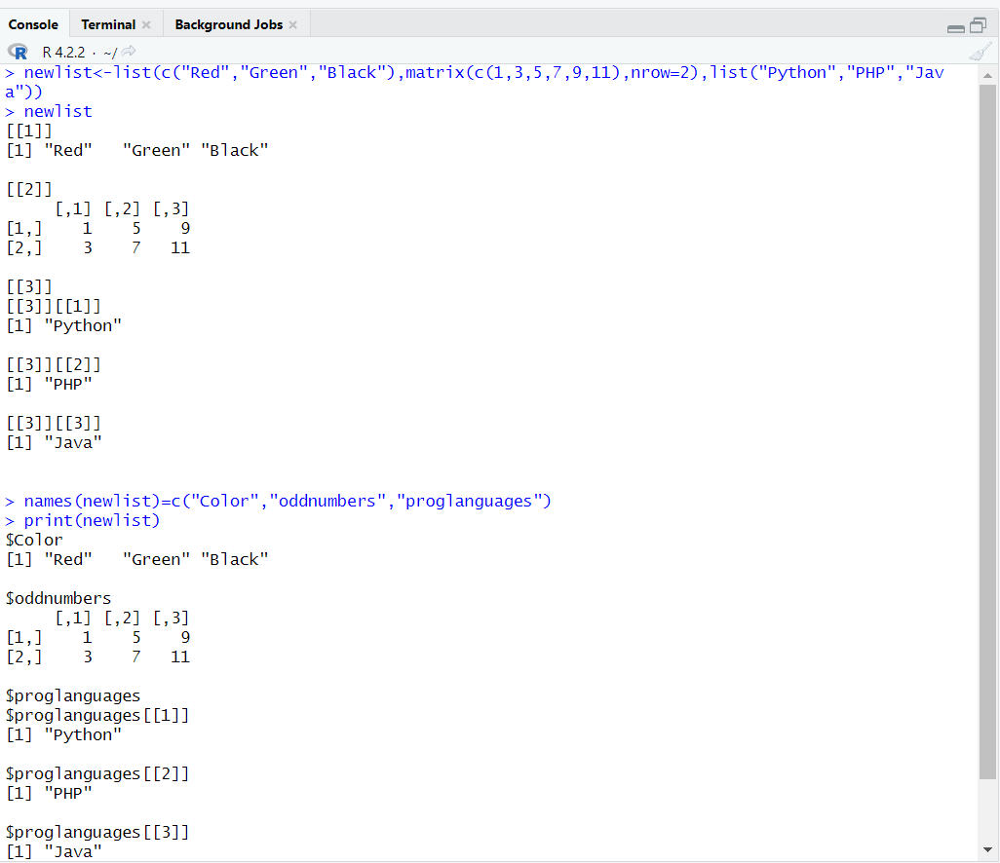 Console Terminal × Background Jobs ×
R R 4.2.2 · ~/
> newlist<-list(c("Red","Green","Black"),matrix(c(1,3,5,7,9,11),nrow=2),list("Python","PHP","Jav
a"))
> newlist
[[1]]
[1] "Red"   "Green" "Black"

[[2]]
     [,1] [,2] [,3]
[1,]    1    5    9
[2,]    3    7   11

[[3]]
[[3]][[1]]
[1] "Python"

[[3]][[2]]
[1] "PHP"

[[3]][[3]]
[1] "Java"


> names(newlist)=c("Color","oddnumbers","proglanguages")
> print(newlist)
$Color
[1] "Red"   "Green" "Black"

$oddnumbers
     [,1] [,2] [,3]
[1,]    1    5    9
[2,]    3    7   11

$proglanguages
$proglanguages[[1]]
[1] "Python"

$proglanguages[[2]]
[1] "PHP"

$proglanguages[[3]]
[1] "Java"